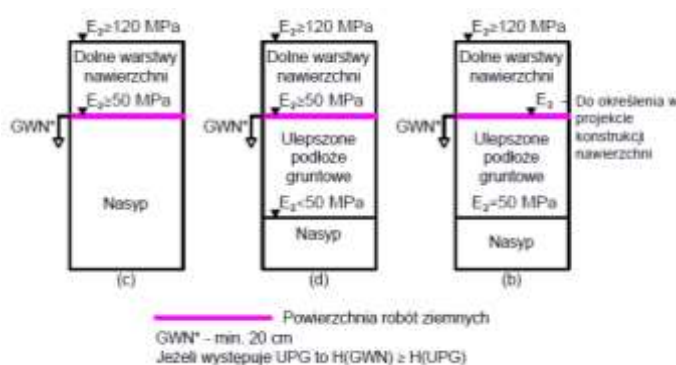 E₂≥120 MPa
Dolne warstwy
nawierzchni
E₂≥50 MPa
GWN*
Nasyp
(c)
E₂≥120 MPa
Dolne warstwy
nawierzchni
E₂≥50 MPa
GWN*
Ulepszone
podłoże
gruntowe
E₂<50 MPa
Nasyp
(d)
E₂≥120 MPa
Dolne warstwy
nawierzchni
E₂ - Do określenia w
projekcie
konstrukcji
nawierzchni
GWN*
Ulepszone
podłoże
gruntowe
E₂=50 MPa
Nasyp
(b)
Powierzchnia robót ziemnych
GWN* - min. 20 cm
Jeżeli występuje UPG to H(GWN) ≥ H(UPG)